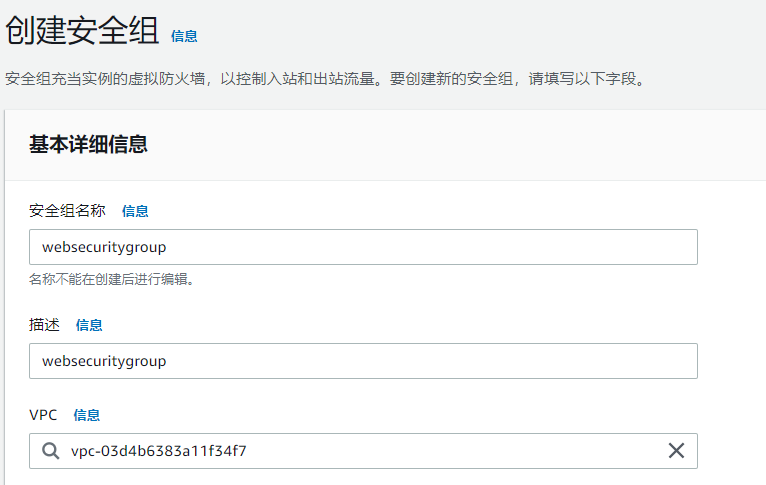 创建安全组 信息
安全组充当实例的虚拟防火墙，以控制入站和出站流量。要创建新的安全组，请填写以下字段。
基本详细信息
安全组名称 信息
websecuritygroup
名称不能在创建后进行编辑。
描述 信息
websecuritygroup
VPC 信息
vpc-03d4b6383a11f34f7